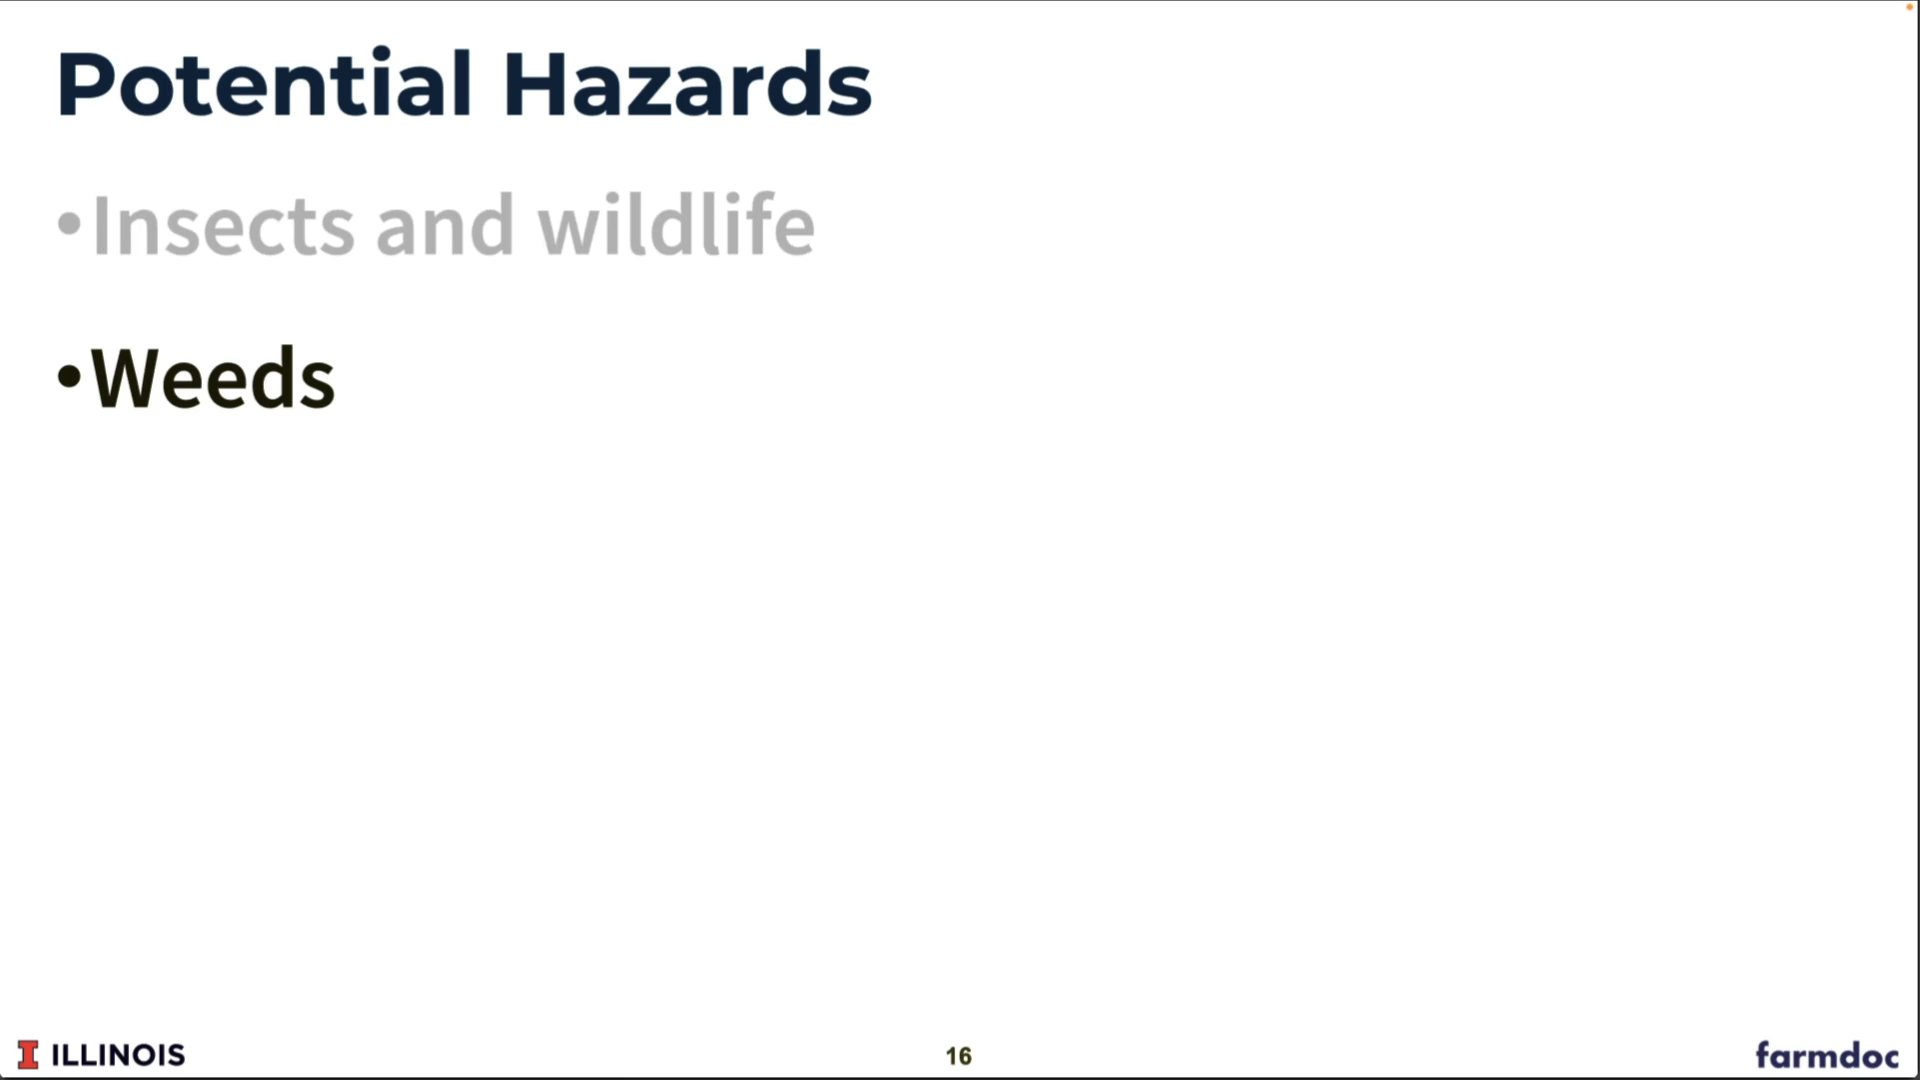 Potential Hazards
•Insects and wildlife
•Weeds
I ILLINOIS
16
farmdoc